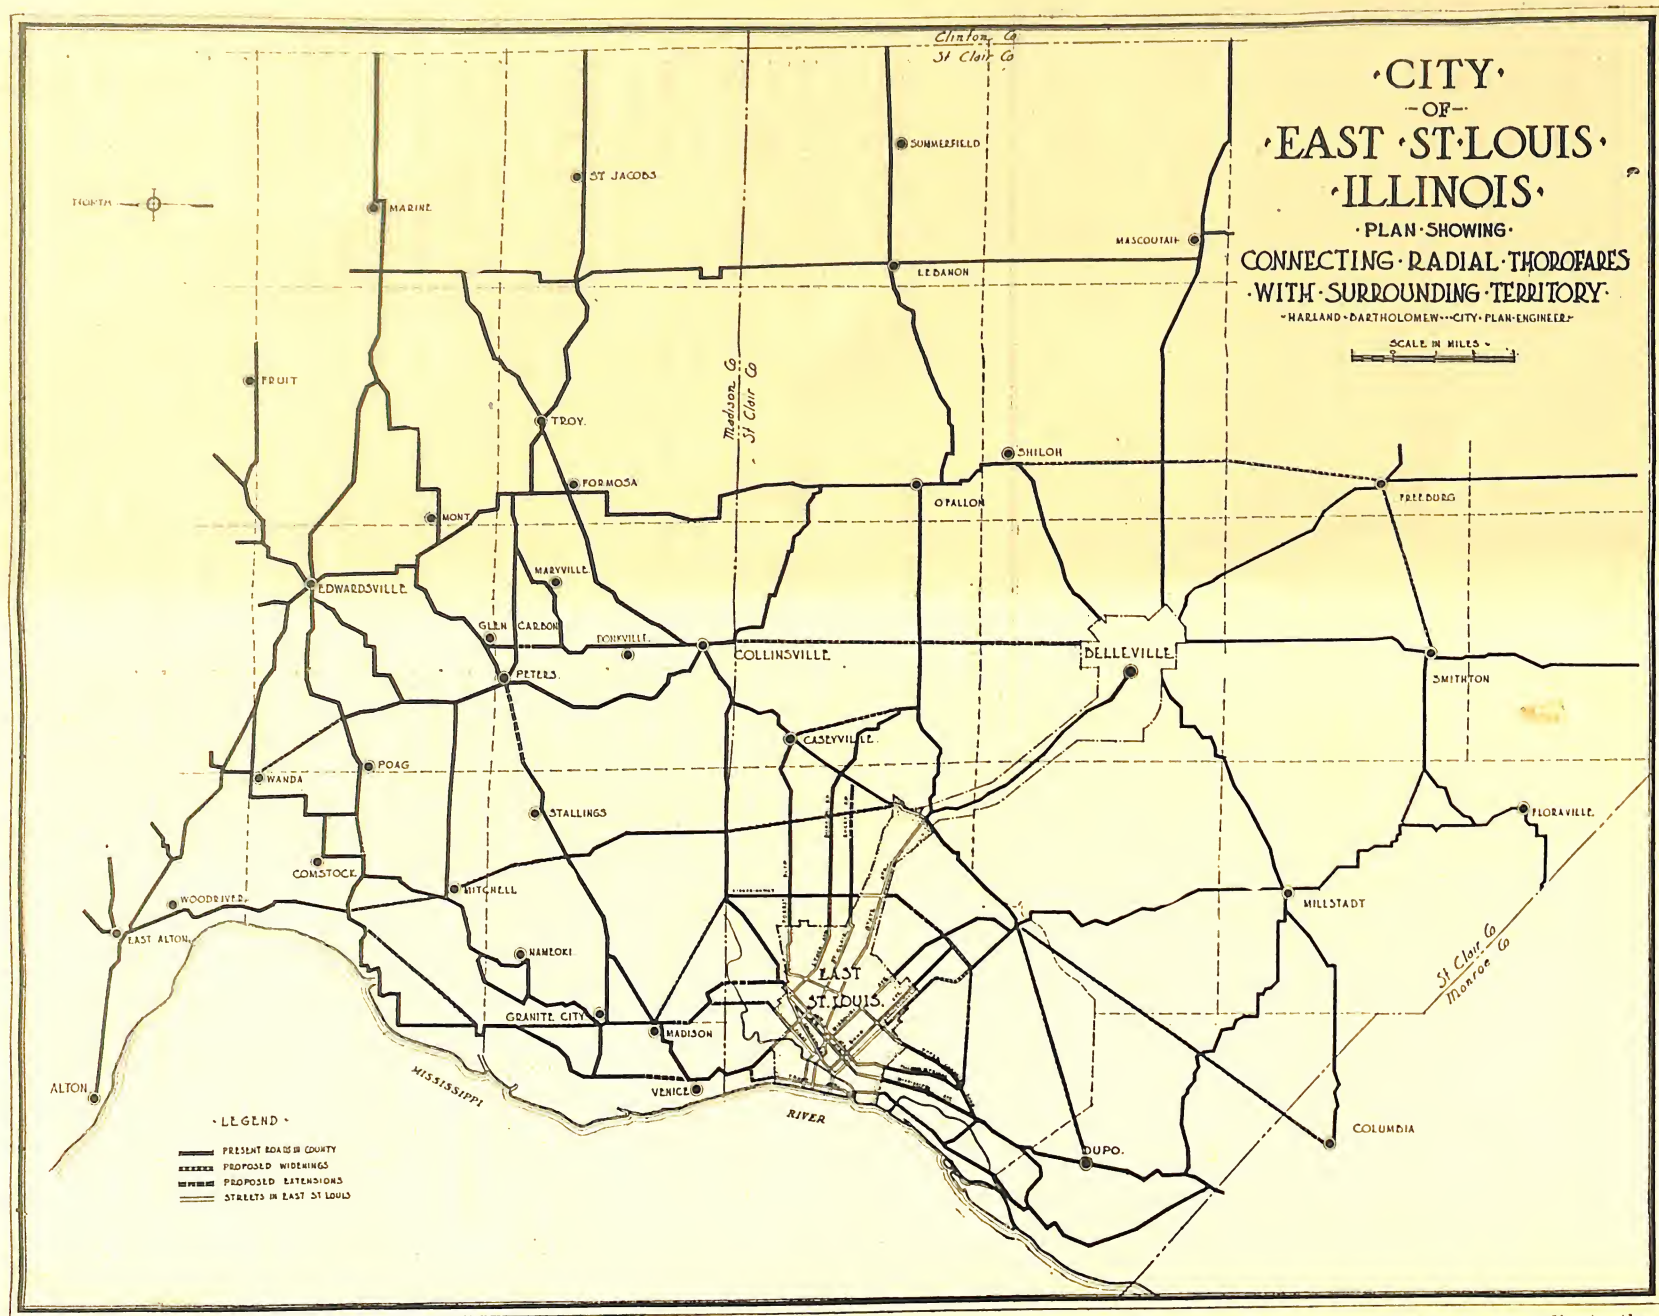 Clinton Co
St Clair Co
·CITY·
-OF-
·EAST·ST·LOUIS·
·ILLINOIS·
·PLAN·SHOWING·
CONNECTING·RADIAL·THOROFARES
·WITH·SURROUNDING·TERRITORY·
-HARLAND·BARTHOLOMEW---CITY·PLAN·ENGINEER-
SCALE IN MILES
NORTH
SUMMERFIELD
ST JACOBS
MARINE
MASCOUTAH
LEBANON
FRUIT
Madison Co
St Clair Co
TROY.
SHILOH
FORMOSA
OFALLON
FREEBURG
MONT.
MARYVILLE.
EDWARDSVILLE.
GLEN CARBON
DONKVILLE.
COLLINSVILLE
BELLEVILLE
PETERS.
SMITHTON
CASEYVILLE.
POAG
WANDA
STALLINGS
FLORAVILLE.
COMSTOCK.
MITCHELL
WOODRIVER.
MILLSTADT
EAST ALTON.
NAMEOKI.
St Clair Co
Monroe Co
EAST
ST. LOUIS.
GRANITE CITY.
MADISON
ALTON
MISSISSIPPI
VENICE
RIVER
COLUMBIA
DUPO.
·LEGEND·
PRESENT ROADS IN COUNTY
PROPOSED WIDENINGS
PROPOSED EXTENSIONS
STREETS IN EAST ST LOUIS